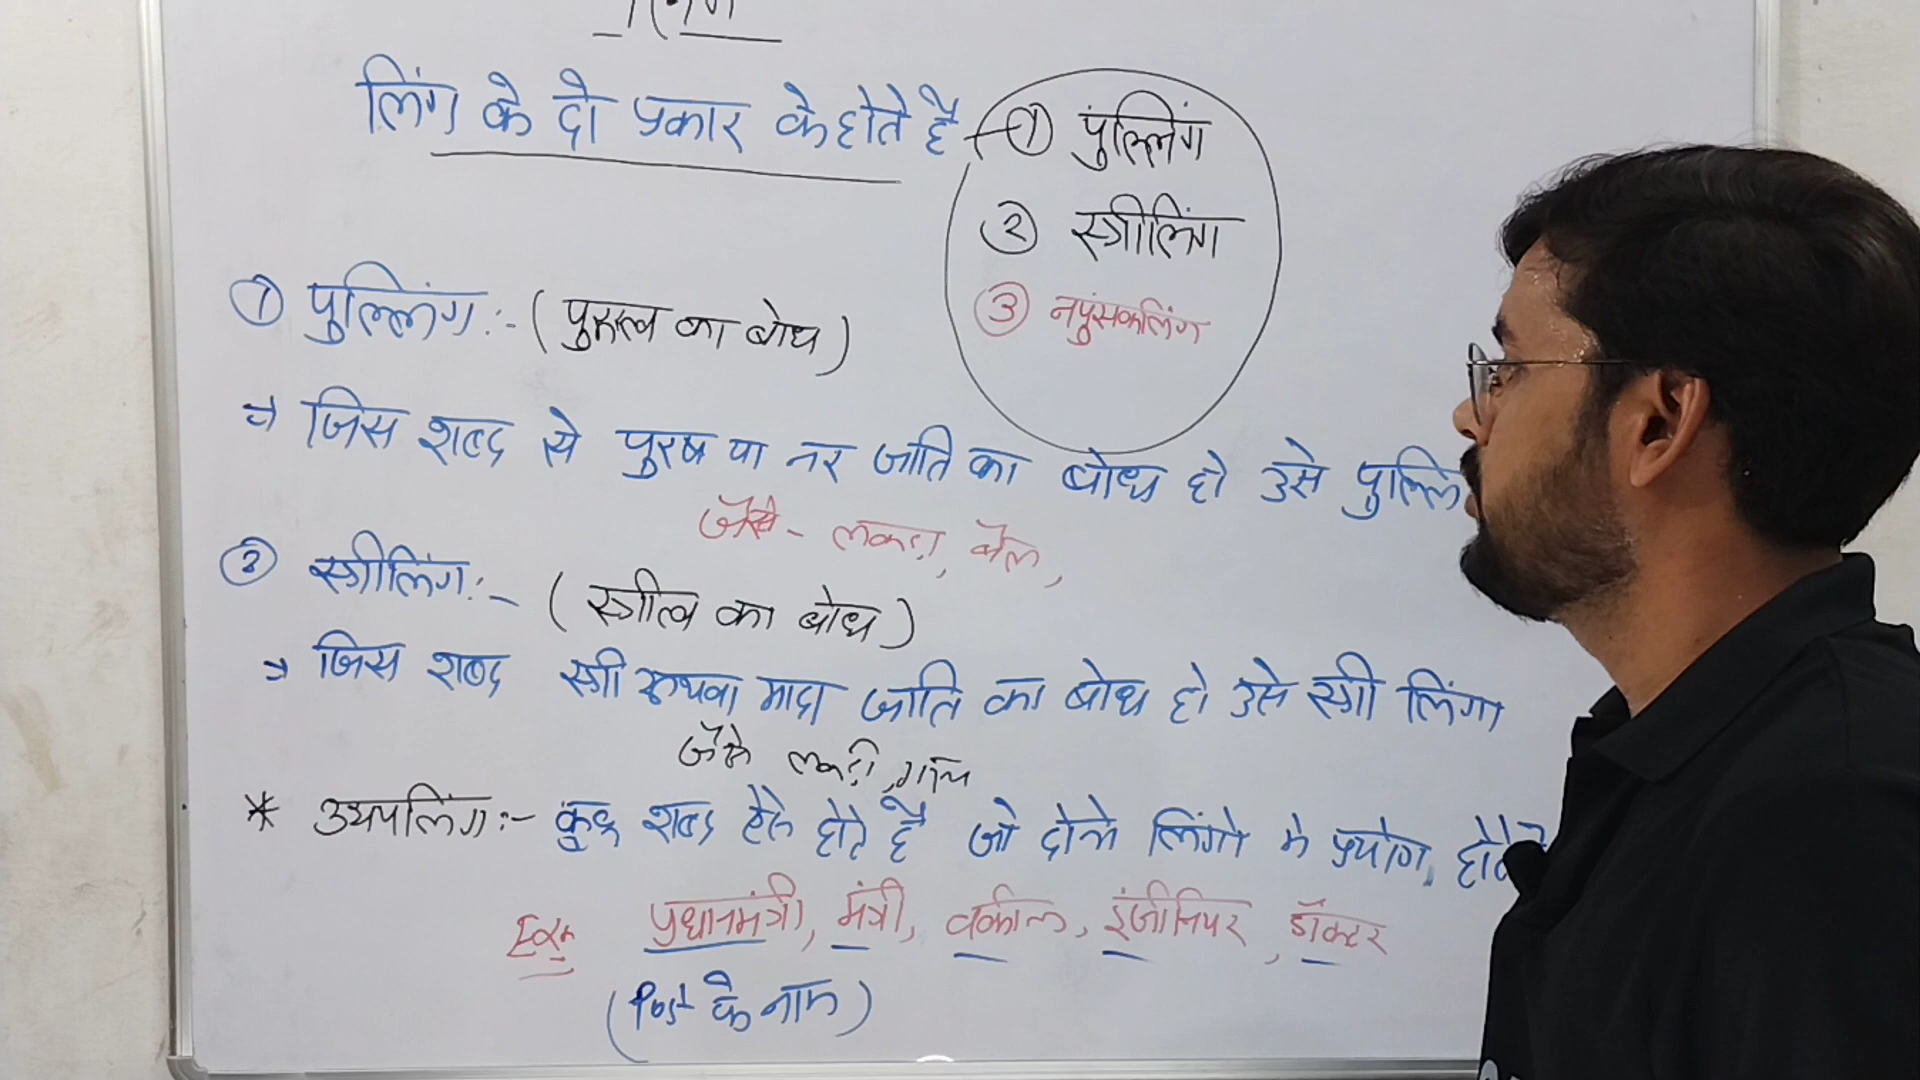 लिंग के दो प्रकार के होते है
① पुंल्लिंग
② स्त्रीलिंग
③ नपुंसकलिंग
① पुल्लिंग :- (पुरुत्व का बोध)
→ जिस शब्द से पुरुष या नर जाति का बोध हो उसे पुल्लि
जैसे - लड़का, बैल,
② स्त्रीलिंग :- (स्त्रीत्व का बोध)
→ जिस शब्द स्त्री अथवा मादा जाति का बोध हो उसे स्त्री लिंग
जैसे लड़की, गाय
* उभयलिंग :- कुछ शब्द ऐसे होते है जो दोनो लिंगो मे प्रयोग होते
Ex:- प्रधानमंत्री, मंत्री, वकील, इंजीनियर, डॉक्टर
(Post के नाम)